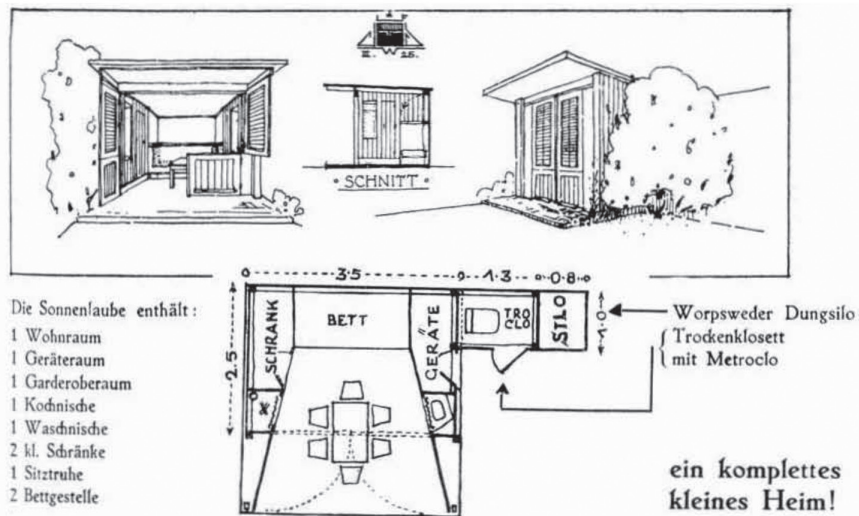 SCHNITT
3.5
1.3
0.8
2.5
1.0
SCHRANK
BETT
GERÄTE
TRO
CLO
SILO
Die Sonnenlaube enthält:
1 Wohnraum
1 Geräteraum
1 Garderoberaum
1 Kochnische
1 Waschnische
2 kl. Schränke
1 Sitztruhe
2 Bettgestelle
Worpsweder Dungsilo
Trockenklosett
mit Metroclo
ein komplettes
kleines Heim!